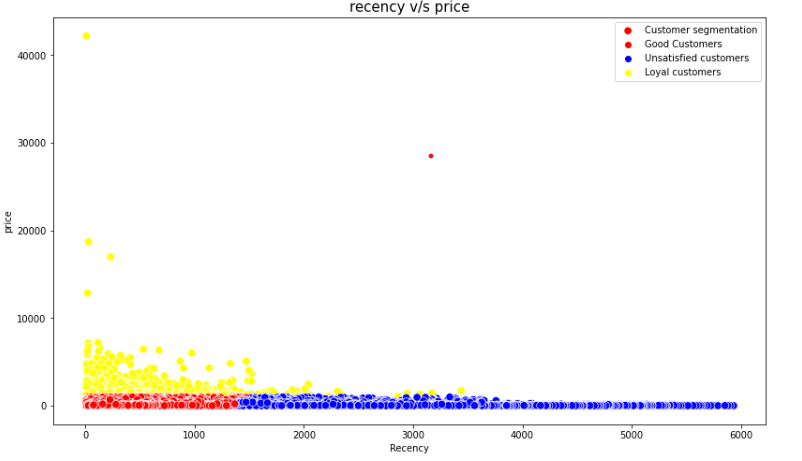 recency v/s price
Customer segmentation
Good Customers
Unsatisfied customers
Loyal customers
40000
30000
20000
10000
0
price
0 1000 2000 3000 4000 5000 6000
Recency